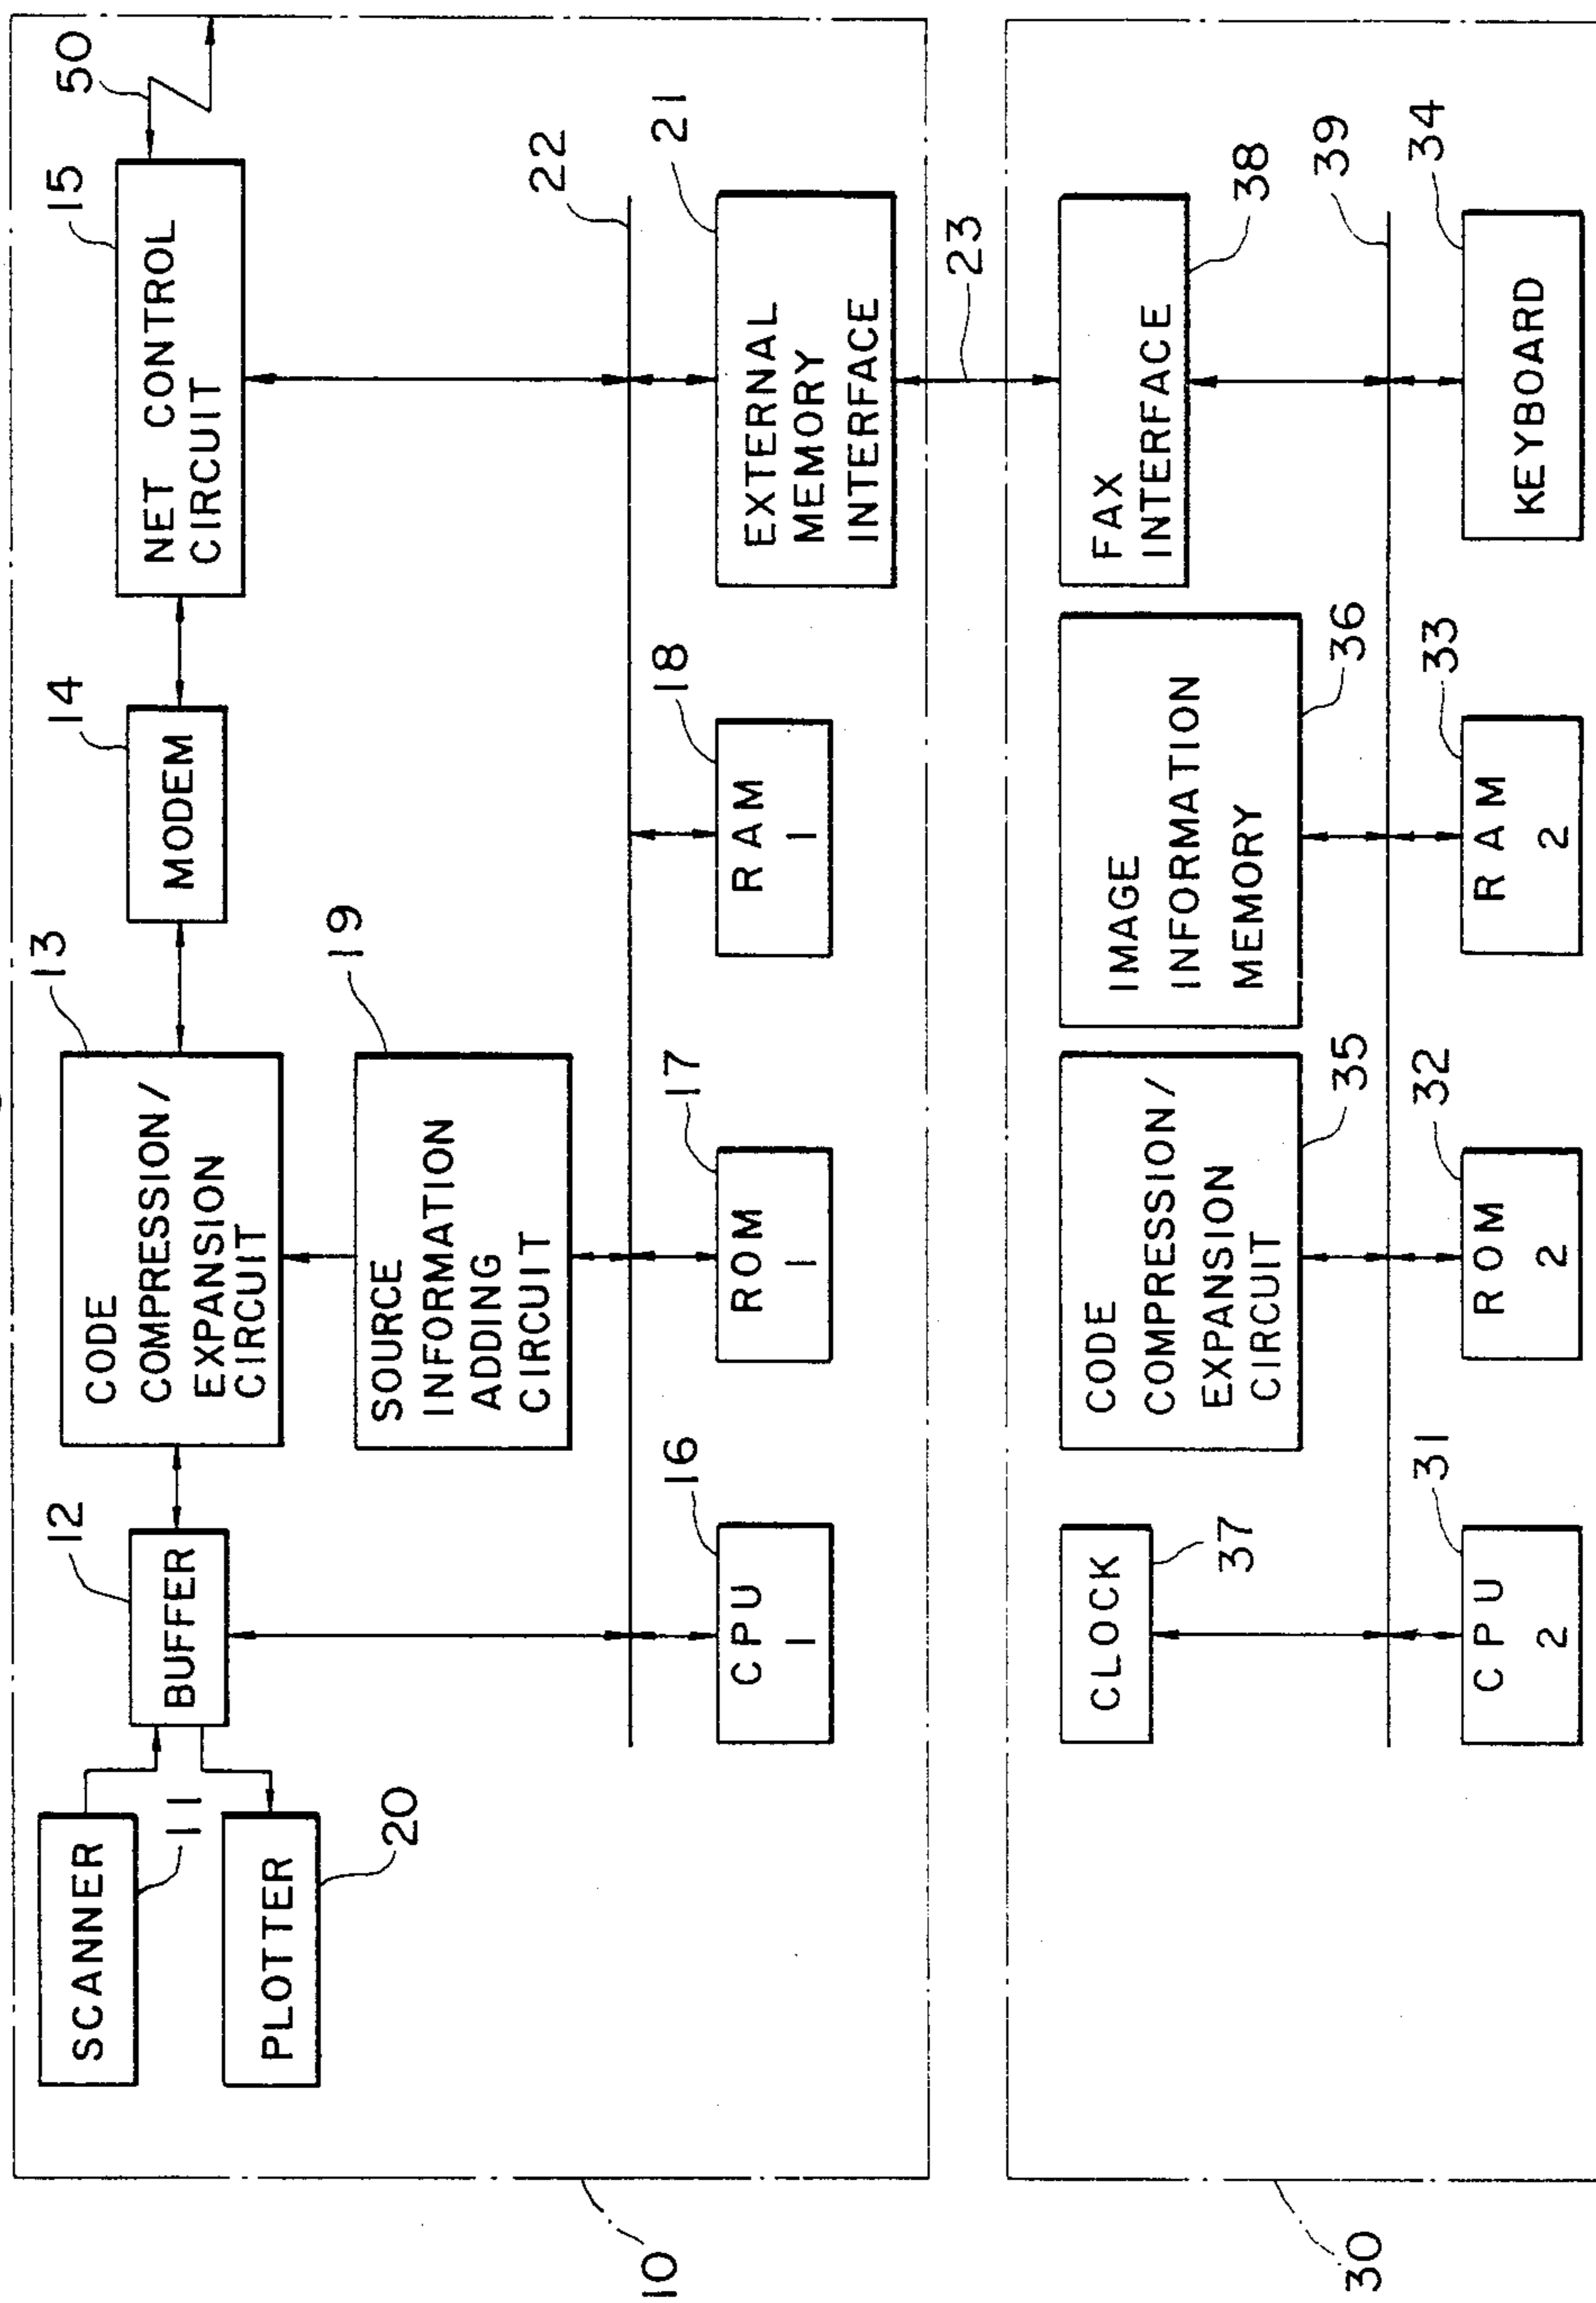 50
15
NET CONTROL
CIRCUIT
14
MODEM
13
CODE
COMPRESSION/
EXPANSION
CIRCUIT
12
BUFFER
SCANNER
11
PLOTTER
20
19
SOURCE
INFORMATION
ADDING
CIRCUIT
22
21
EXTERNAL
MEMORY
INTERFACE
18
RAM
1
17
ROM
1
16
CPU
1
10
23
FAX
INTERFACE
38
IMAGE
INFORMATION
MEMORY
36
CODE
COMPRESSION/
EXPANSION
CIRCUIT
35
CLOCK
37
39
34
KEYBOARD
33
RAM
2
32
ROM
2
31
CPU
2
30